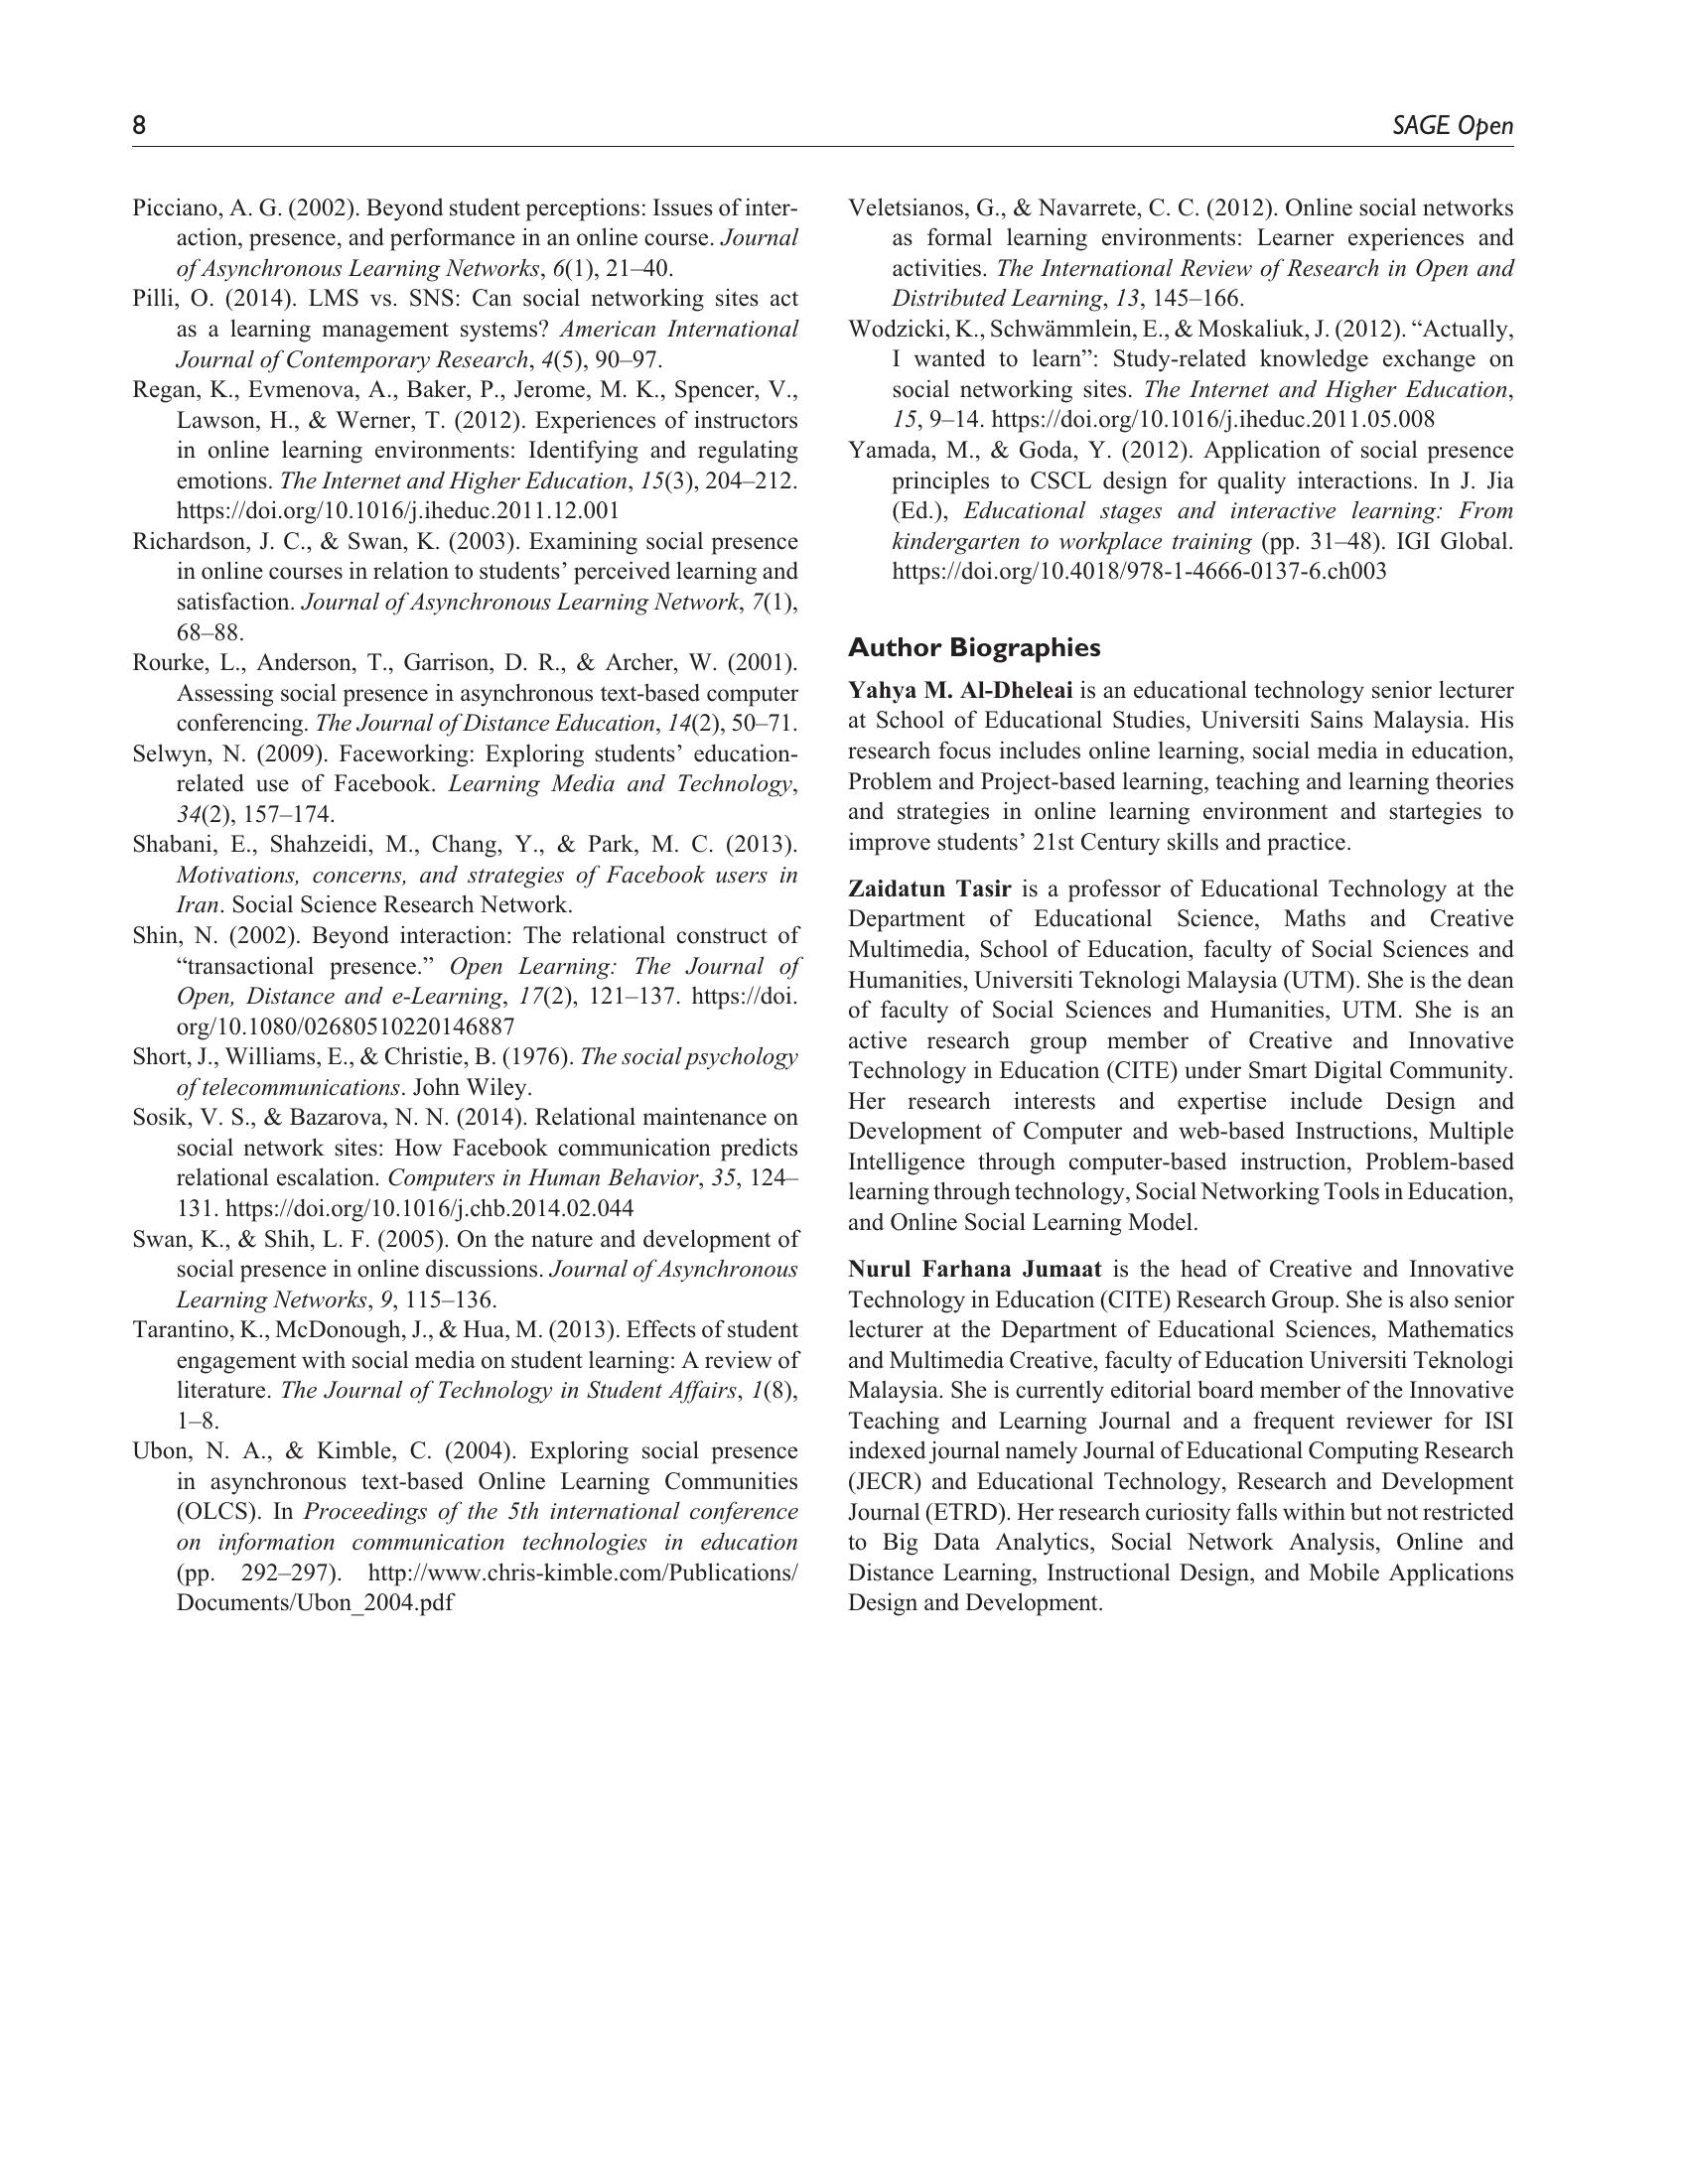 8
SAGE Open
Picciano, A. G. (2002). Beyond student perceptions: Issues of inter-
action, presence, and performance in an online course. Journal
of Asynchronous Learning Networks, 6(1), 21–40.
Pilli, O. (2014). LMS vs. SNS: Can social networking sites act
as a learning management systems? American International
Journal of Contemporary Research, 4(5), 90–97.
Regan, K., Evmenova, A., Baker, P., Jerome, M. K., Spencer, V.,
Lawson, H., & Werner, T. (2012). Experiences of instructors
in online learning environments: Identifying and regulating
emotions. The Internet and Higher Education, 15(3), 204–212.
https://doi.org/10.1016/j.iheduc.2011.12.001
Richardson, J. C., & Swan, K. (2003). Examining social presence
in online courses in relation to students’ perceived learning and
satisfaction. Journal of Asynchronous Learning Network, 7(1),
68–88.
Rourke, L., Anderson, T., Garrison, D. R., & Archer, W. (2001).
Assessing social presence in asynchronous text-based computer
conferencing. The Journal of Distance Education, 14(2), 50–71.
Selwyn, N. (2009). Faceworking: Exploring students’ education-
related use of Facebook. Learning Media and Technology,
34(2), 157–174.
Shabani, E., Shahzeidi, M., Chang, Y., & Park, M. C. (2013).
Motivations, concerns, and strategies of Facebook users in
Iran. Social Science Research Network.
Shin, N. (2002). Beyond interaction: The relational construct of
“transactional presence.” Open Learning: The Journal of
Open, Distance and e-Learning, 17(2), 121–137. https://doi.
org/10.1080/02680510220146887
Short, J., Williams, E., & Christie, B. (1976). The social psychology
of telecommunications. John Wiley.
Sosik, V. S., & Bazarova, N. N. (2014). Relational maintenance on
social network sites: How Facebook communication predicts
relational escalation. Computers in Human Behavior, 35, 124–
131. https://doi.org/10.1016/j.chb.2014.02.044
Swan, K., & Shih, L. F. (2005). On the nature and development of
social presence in online discussions. Journal of Asynchronous
Learning Networks, 9, 115–136.
Tarantino, K., McDonough, J., & Hua, M. (2013). Effects of student
engagement with social media on student learning: A review of
literature. The Journal of Technology in Student Affairs, 1(8),
1–8.
Ubon, N. A., & Kimble, C. (2004). Exploring social presence
in asynchronous text-based Online Learning Communities
(OLCS). In Proceedings of the 5th international conference
on information communication technologies in education
(pp. 292–297). http://www.chris-kimble.com/Publications/
Documents/Ubon_2004.pdf
Veletsianos, G., & Navarrete, C. C. (2012). Online social networks
as formal learning environments: Learner experiences and
activities. The International Review of Research in Open and
Distributed Learning, 13, 145–166.
Wodzicki, K., Schwämmlein, E., & Moskaliuk, J. (2012). “Actually,
I wanted to learn”: Study-related knowledge exchange on
social networking sites. The Internet and Higher Education,
15, 9–14. https://doi.org/10.1016/j.iheduc.2011.05.008
Yamada, M., & Goda, Y. (2012). Application of social presence
principles to CSCL design for quality interactions. In J. Jia
(Ed.), Educational stages and interactive learning: From
kindergarten to workplace training (pp. 31–48). IGI Global.
https://doi.org/10.4018/978-1-4666-0137-6.ch003
Author Biographies
Yahya M. Al-Dheleai is an educational technology senior lecturer
at School of Educational Studies, Universiti Sains Malaysia. His
research focus includes online learning, social media in education,
Problem and Project-based learning, teaching and learning theories
and strategies in online learning environment and startegies to
improve students’ 21st Century skills and practice.
Zaidatun Tasir is a professor of Educational Technology at the
Department of Educational Science, Maths and Creative
Multimedia, School of Education, faculty of Social Sciences and
Humanities, Universiti Teknologi Malaysia (UTM). She is the dean
of faculty of Social Sciences and Humanities, UTM. She is an
active research group member of Creative and Innovative
Technology in Education (CITE) under Smart Digital Community.
Her research interests and expertise include Design and
Development of Computer and web-based Instructions, Multiple
Intelligence through computer-based instruction, Problem-based
learning through technology, Social Networking Tools in Education,
and Online Social Learning Model.
Nurul Farhana Jumaat is the head of Creative and Innovative
Technology in Education (CITE) Research Group. She is also senior
lecturer at the Department of Educational Sciences, Mathematics
and Multimedia Creative, faculty of Education Universiti Teknologi
Malaysia. She is currently editorial board member of the Innovative
Teaching and Learning Journal and a frequent reviewer for ISI
indexed journal namely Journal of Educational Computing Research
(JECR) and Educational Technology, Research and Development
Journal (ETRD). Her research curiosity falls within but not restricted
to Big Data Analytics, Social Network Analysis, Online and
Distance Learning, Instructional Design, and Mobile Applications
Design and Development.